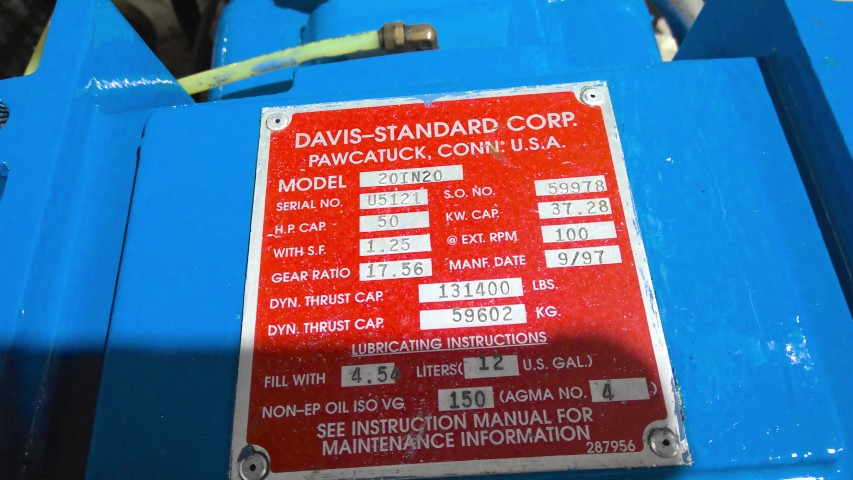 DAVIS-STANDARD CORP.
PAWCATUCK, CONN. U.S.A.
MODEL 20IN20
SERIAL NO. U5121 S.O. NO. 59978
H.P. CAP. 50 KW. CAP. 37.28
WITH S.F. 1.25 @ EXT. RPM 100
GEAR RATIO 17.56 MANF. DATE 9/97
DYN. THRUST CAP. 131400 LBS.
DYN. THRUST CAP. 59602 KG.
LUBRICATING INSTRUCTIONS
FILL WITH 4.54 LITERS( 12 U.S. GAL.)
NON-EP OIL ISO VG 150 (AGMA NO. 4 )
SEE INSTRUCTION MANUAL FOR
MAINTENANCE INFORMATION
287956